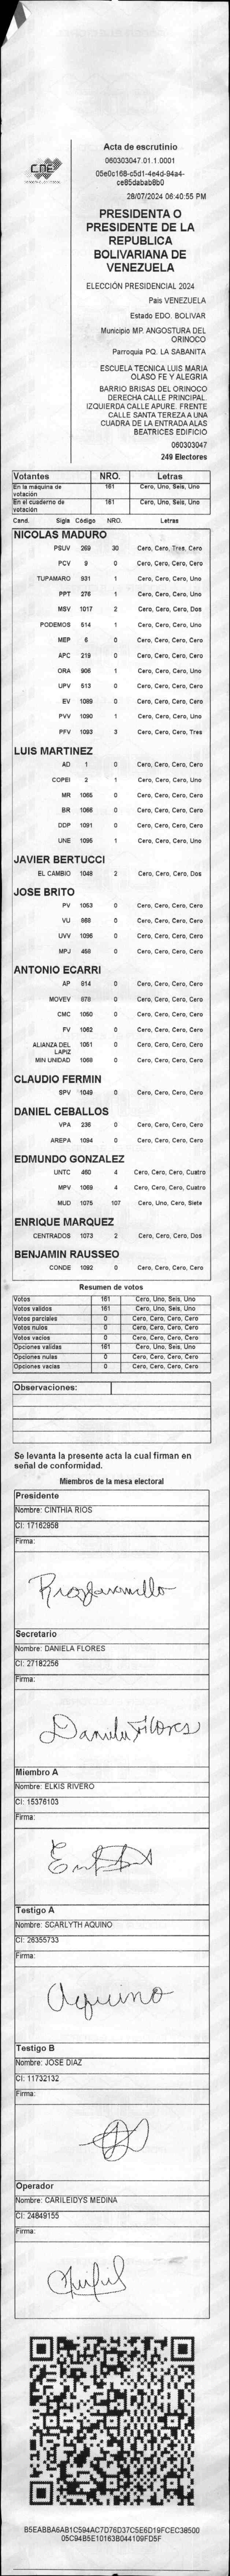 CNE
Acta de escrutinio
060303047.01.1.0001
05e0c168-c5d1-4e4d-94a4-
ce85dabab8b0
28/07/2024 06:40:55 PM
PRESIDENTA O
PRESIDENTE DE LA
REPUBLICA
BOLIVARIANA DE
VENEZUELA
ELECCIÓN PRESIDENCIAL 2024
Pais VENEZUELA
Estado EDO. BOLIVAR
Municipio MP. ANGOSTURA DEL
ORINOCO
Parroquia PQ. LA SABANITA
ESCUELA TECNICA LUIS MARIA
OLASO FE Y ALEGRIA
BARRIO BRISAS DEL ORINOCO
DERECHA CALLE PRINCIPAL.
IZQUIERDA CALLE APURE. FRENTE
CALLE SANTA TEREZA A UNA
CUADRA DE LA ENTRADA ALAS
BEATRICES EDIFICIO
060303047
249 Electores
Votantes NRO. Letras
En la máquina de votación 161 Cero, Uno, Seis, Uno
En el cuaderno de votación 161 Cero, Uno, Seis, Uno
Cand. Sigla Código NRO. Letras
NICOLAS MADURO
PSUV 269 30 Cero, Cero, Tres, Cero
PCV 9 0 Cero, Cero, Cero, Cero
TUPAMARO 931 1 Cero, Cero, Cero, Uno
PPT 276 1 Cero, Cero, Cero, Uno
MSV 1017 2 Cero, Cero, Cero, Dos
PODEMOS 514 1 Cero, Cero, Cero, Uno
MEP 6 0 Cero, Cero, Cero, Cero
APC 219 0 Cero, Cero, Cero, Cero
ORA 906 1 Cero, Cero, Cero, Uno
UPV 513 0 Cero, Cero, Cero, Cero
EV 1089 0 Cero, Cero, Cero, Cero
PVV 1090 1 Cero, Cero, Cero, Uno
PFV 1093 3 Cero, Cero, Cero, Tres
LUIS MARTINEZ
AD 1 0 Cero, Cero, Cero, Cero
COPEI 2 1 Cero, Cero, Cero, Uno
MR 1065 0 Cero, Cero, Cero, Cero
BR 1066 0 Cero, Cero, Cero, Cero
DDP 1091 0 Cero, Cero, Cero, Cero
UNE 1095 1 Cero, Cero, Cero, Uno
JAVIER BERTUCCI
EL CAMBIO 1048 2 Cero, Cero, Cero, Dos
JOSE BRITO
PV 1053 0 Cero, Cero, Cero, Cero
VU 868 0 Cero, Cero, Cero, Cero
UVV 1096 0 Cero, Cero, Cero, Cero
MPJ 458 0 Cero, Cero, Cero, Cero
ANTONIO ECARRI
AP 814 0 Cero, Cero, Cero, Cero
MOVEV 878 0 Cero, Cero, Cero, Cero
CMC 1050 0 Cero, Cero, Cero, Cero
FV 1062 0 Cero, Cero, Cero, Cero
ALIANZA DEL LAPIZ 1051 0 Cero, Cero, Cero, Cero
MIN UNIDAD 1068 0 Cero, Cero, Cero, Cero
CLAUDIO FERMIN
SPV 1049 0 Cero, Cero, Cero, Cero
DANIEL CEBALLOS
VPA 236 0 Cero, Cero, Cero, Cero
AREPA 1094 0 Cero, Cero, Cero, Cero
EDMUNDO GONZALEZ
UNTC 460 4 Cero, Cero, Cero, Cuatro
MPV 1069 4 Cero, Cero, Cero, Cuatro
MUD 1075 107 Cero, Uno, Cero, Siete
ENRIQUE MARQUEZ
CENTRADOS 1073 2 Cero, Cero, Cero, Dos
BENJAMIN RAUSSEO
CONDE 1092 0 Cero, Cero, Cero, Cero
Resumen de votos
Votos 161 Cero, Uno, Seis, Uno
Votos validos 161 Cero, Uno, Seis, Uno
Votos parciales 0 Cero, Cero, Cero, Cero
Votos nulos 0 Cero, Cero, Cero, Cero
Votos vacios 0 Cero, Cero, Cero, Cero
Opciones validas 161 Cero, Uno, Seis, Uno
Opciones nulas 0 Cero, Cero, Cero, Cero
Opciones vacias 0 Cero, Cero, Cero, Cero
Observaciones:
Se levanta la presente acta la cual firman en
señal de conformidad.
Miembros de la mesa electoral
Presidente
Nombre: CINTHIA RIOS
CI: 17162958
Firma:
Secretario
Nombre: DANIELA FLORES
CI: 27182256
Firma:
Daniela Flores
Miembro A
Nombre: ELKIS RIVERO
CI: 15376103
Firma:
Testigo A
Nombre: SCARLYTH AQUINO
CI: 26355733
Firma:
Aquino
Testigo B
Nombre: JOSE DIAZ
CI: 11732132
Firma:
Operador
Nombre: CARILEIDYS MEDINA
CI: 24849155
Firma:
B5EABBA6AB1C594AC7D76D37C5E6D19FCEC38500
05C94B5E10163B044109FD5F